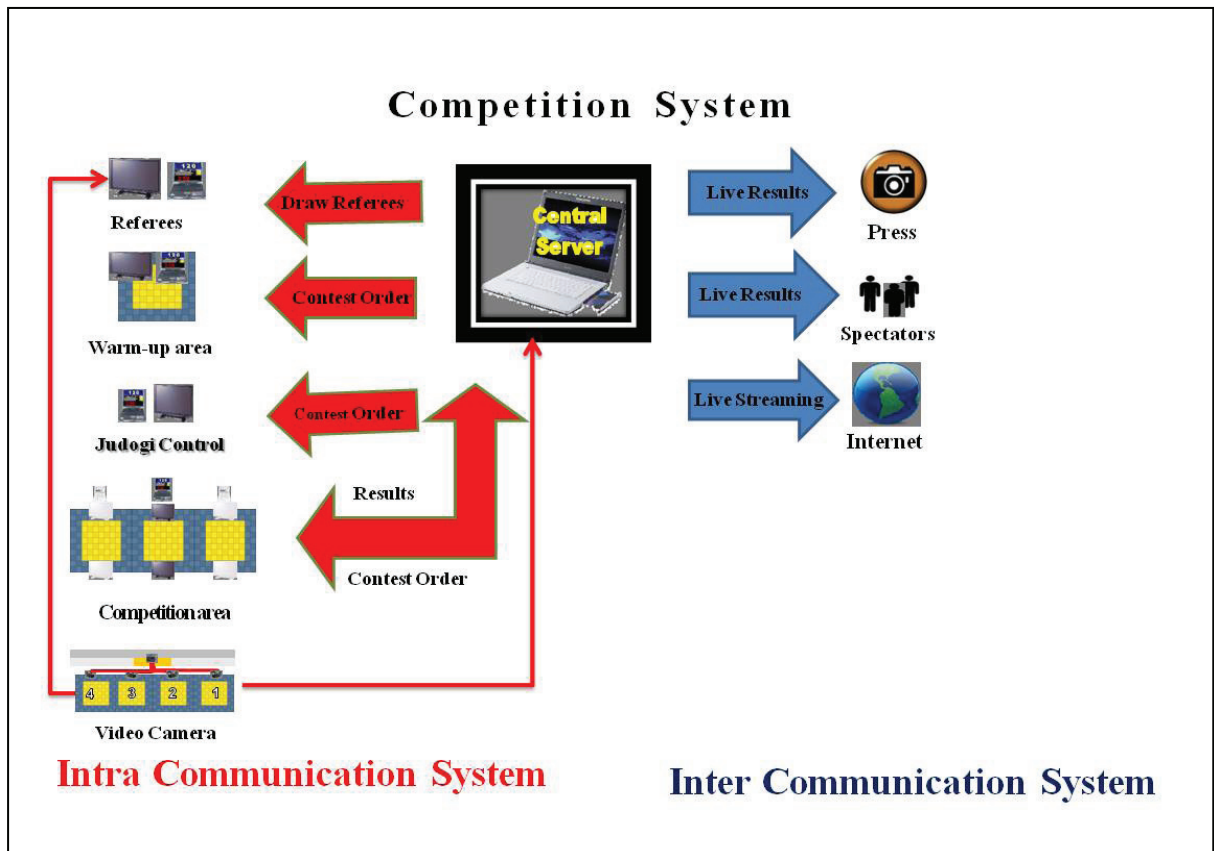 Competition System
Draw Referees
Referees
Central
Server
Live Results
Press
Contest Order
Warm-up area
Live Results
Spectators
Contest Order
Judogi Control
Live Streaming
Internet
Results
Contest Order
Competition area
4 3 2 1
Video Camera
Intra Communication System
Inter Communication System